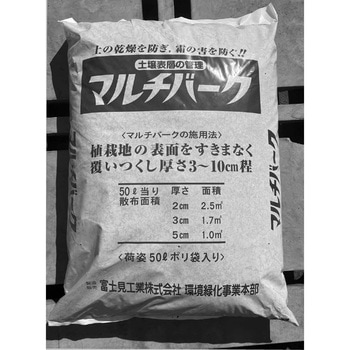 土の乾燥を防ぎ、霜の害を防ぐ!!
土壌表層の管理
マルチバーク
〈マルチバークの施用法〉
植栽地の表面をすきまなく
覆いつくし厚さ3〜10cm程
50ℓ当り 厚さ 面積
散布面積 2cm 2.5㎡
3cm 1.7㎡
5cm 1.0㎡
〈荷姿50ℓポリ袋入り〉
富士見工業株式会社 環境緑化事業本部
マルチバーク